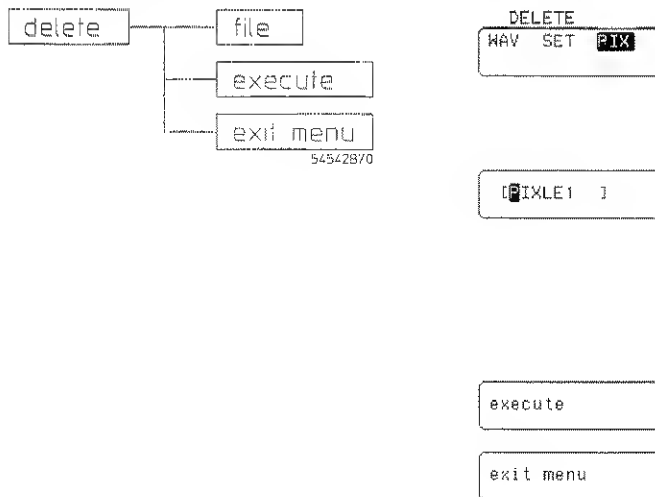 delete
file
execute
exit menu
54542870
DELETE
WAV SET PIX
[PIXLE1 ]
execute
exit menu